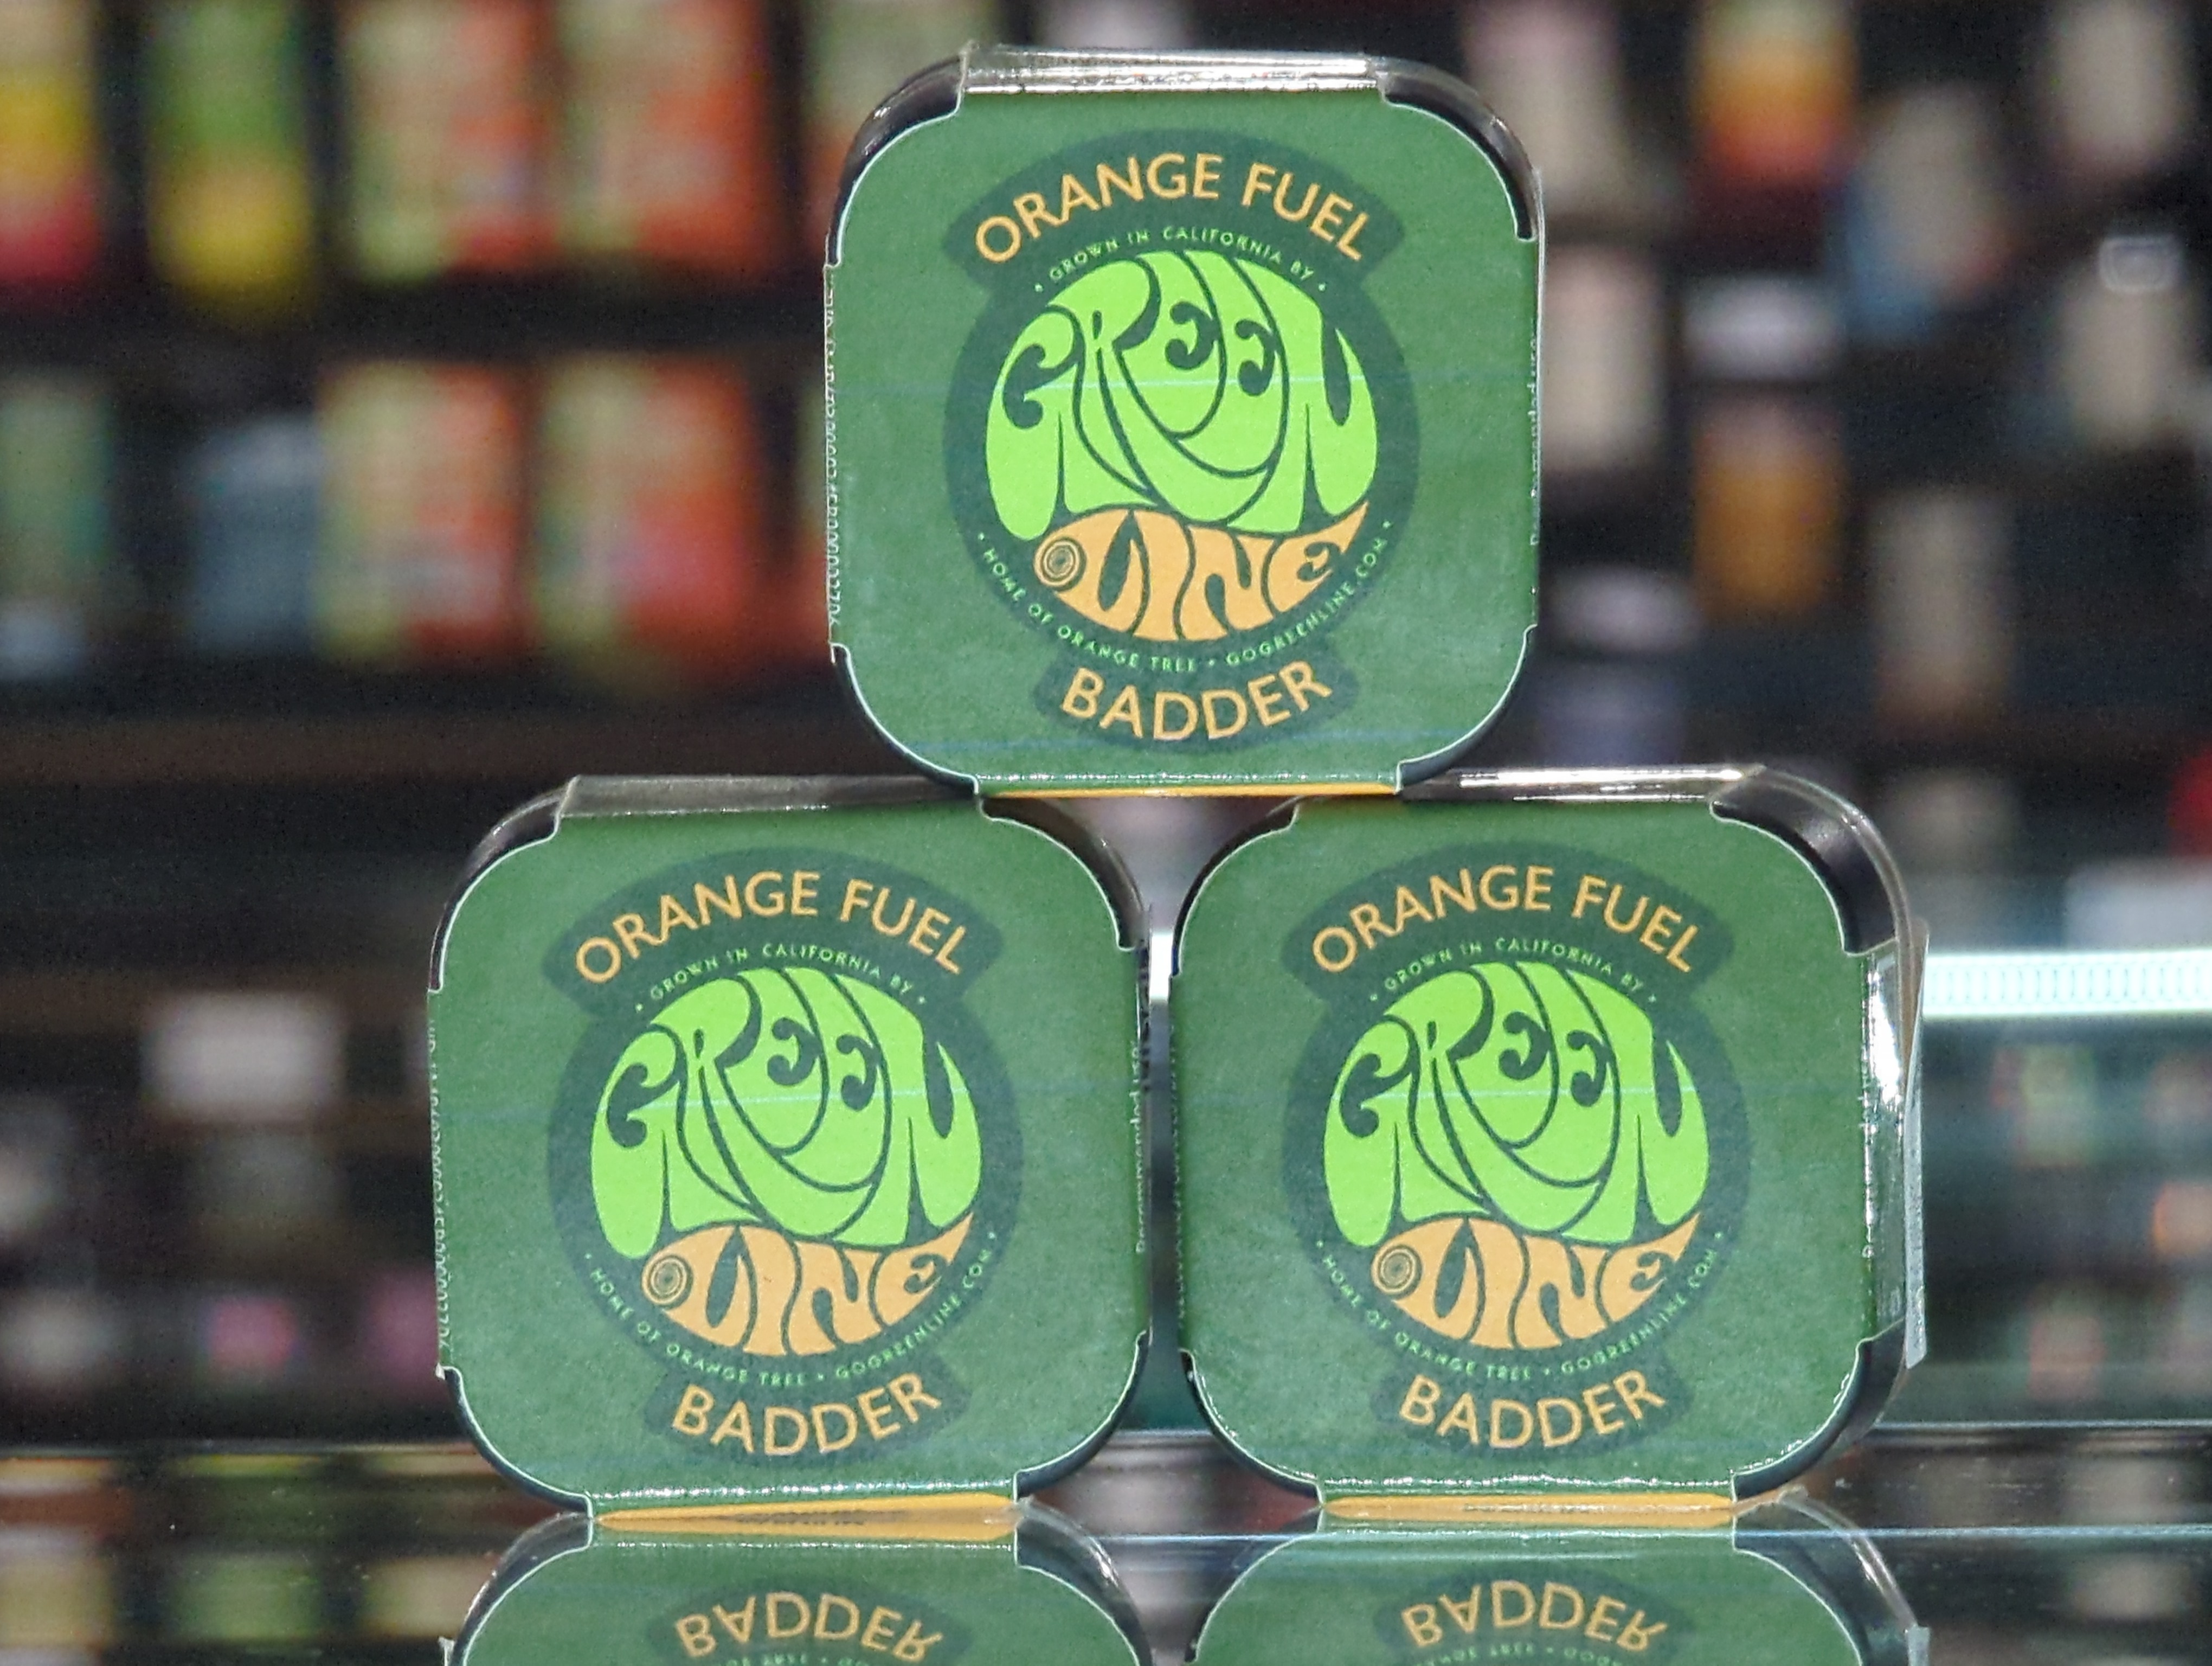 ORANGE FUEL
• GROWN IN CALIFORNIA BY •
GREEN
LINE
• HOME OF ORANGE TREE • GOGREENLINE.COM •
BADDER
ORANGE FUEL
• GROWN IN CALIFORNIA BY •
GREEN
LINE
• HOME OF ORANGE TREE • GOGREENLINE.COM •
BADDER
ORANGE FUEL
• GROWN IN CALIFORNIA BY •
GREEN
LINE
• HOME OF ORANGE TREE • GOGREENLINE.COM •
BADDER
BADDER
BADDER